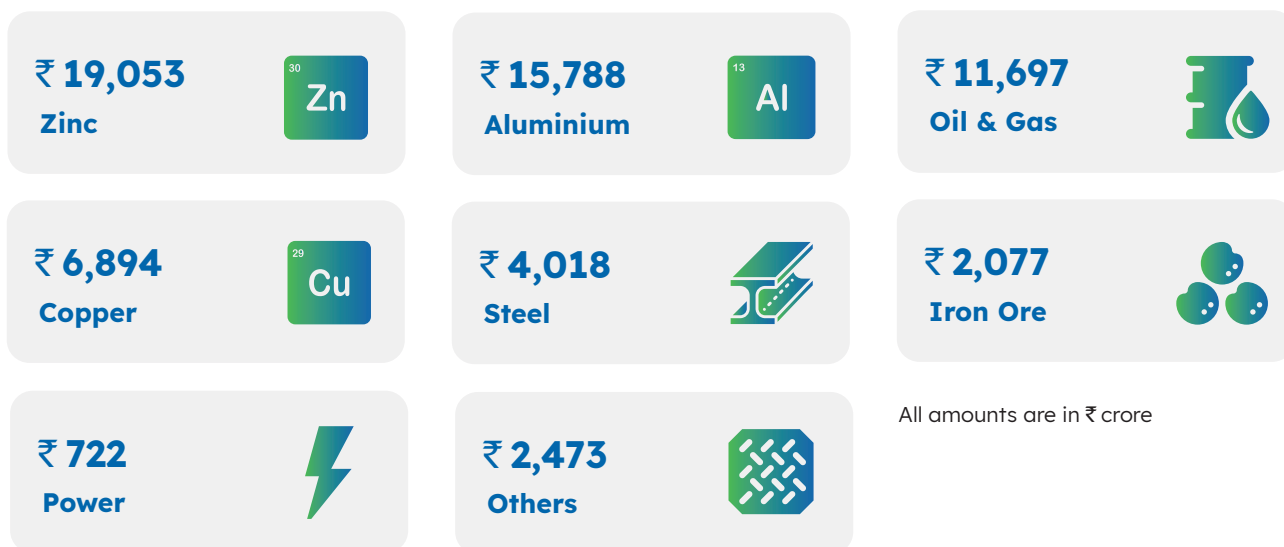 ₹ 19,053
Zinc
30
Zn
₹ 15,788
Aluminium
13
Al
₹ 11,697
Oil & Gas
₹ 6,894
Copper
29
Cu
₹ 4,018
Steel
₹ 2,077
Iron Ore
₹ 722
Power
₹ 2,473
Others
All amounts are in ₹ crore